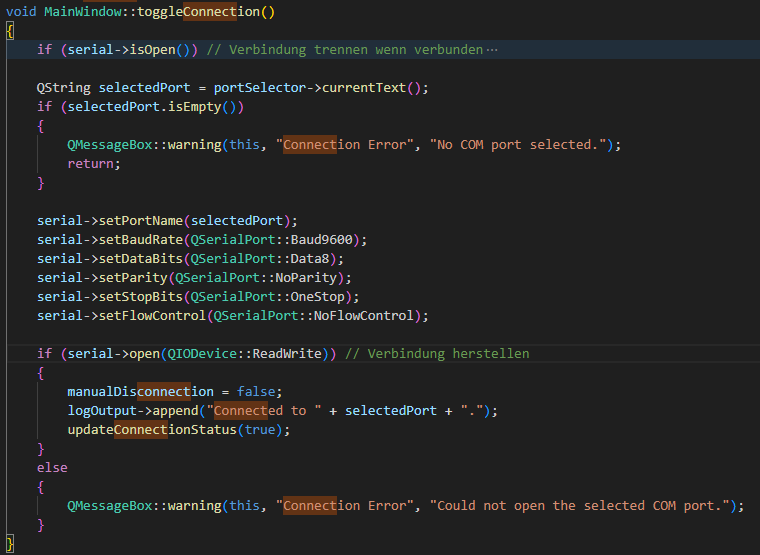 void MainWindow::toggleConnection()
{
if (serial->isOpen()) // Verbindung trennen wenn verbunden ···
QString selectedPort = portSelector->currentText();
if (selectedPort.isEmpty())
{
QMessageBox::warning(this, "Connection Error", "No COM port selected.");
return;
}
serial->setPortName(selectedPort);
serial->setBaudRate(QSerialPort::Baud9600);
serial->setDataBits(QSerialPort::Data8);
serial->setParity(QSerialPort::NoParity);
serial->setStopBits(QSerialPort::OneStop);
serial->setFlowControl(QSerialPort::NoFlowControl);
if (serial->open(QIODevice::ReadWrite)) // Verbindung herstellen
{
manualDisconnection = false;
logOutput->append("Connected to " + selectedPort + ".");
updateConnectionStatus(true);
}
else
{
QMessageBox::warning(this, "Connection Error", "Could not open the selected COM port.");
}
}